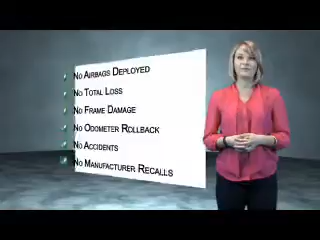 No Airbags Deployed
No Total Loss
No Frame Damage
No Odometer Rollback
No Accidents
No Manufacturer Recalls